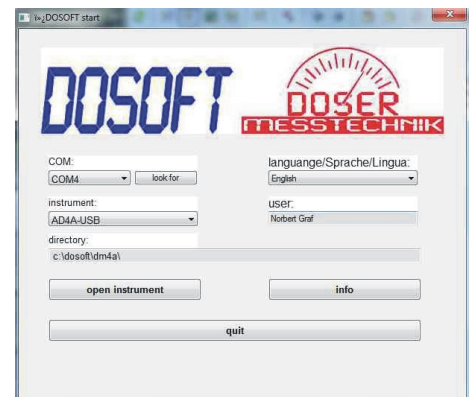 ï»¿DOSOFT start
DOSOFT
DOSER
MESSTECHNIK
COM:
languange/Sprache/Lingua:
COM4
look for
English
instrument:
user:
AD4A-USB
Norbert Graf
directory:
c:\dosoft\dm4a\
open instrument
info
quit